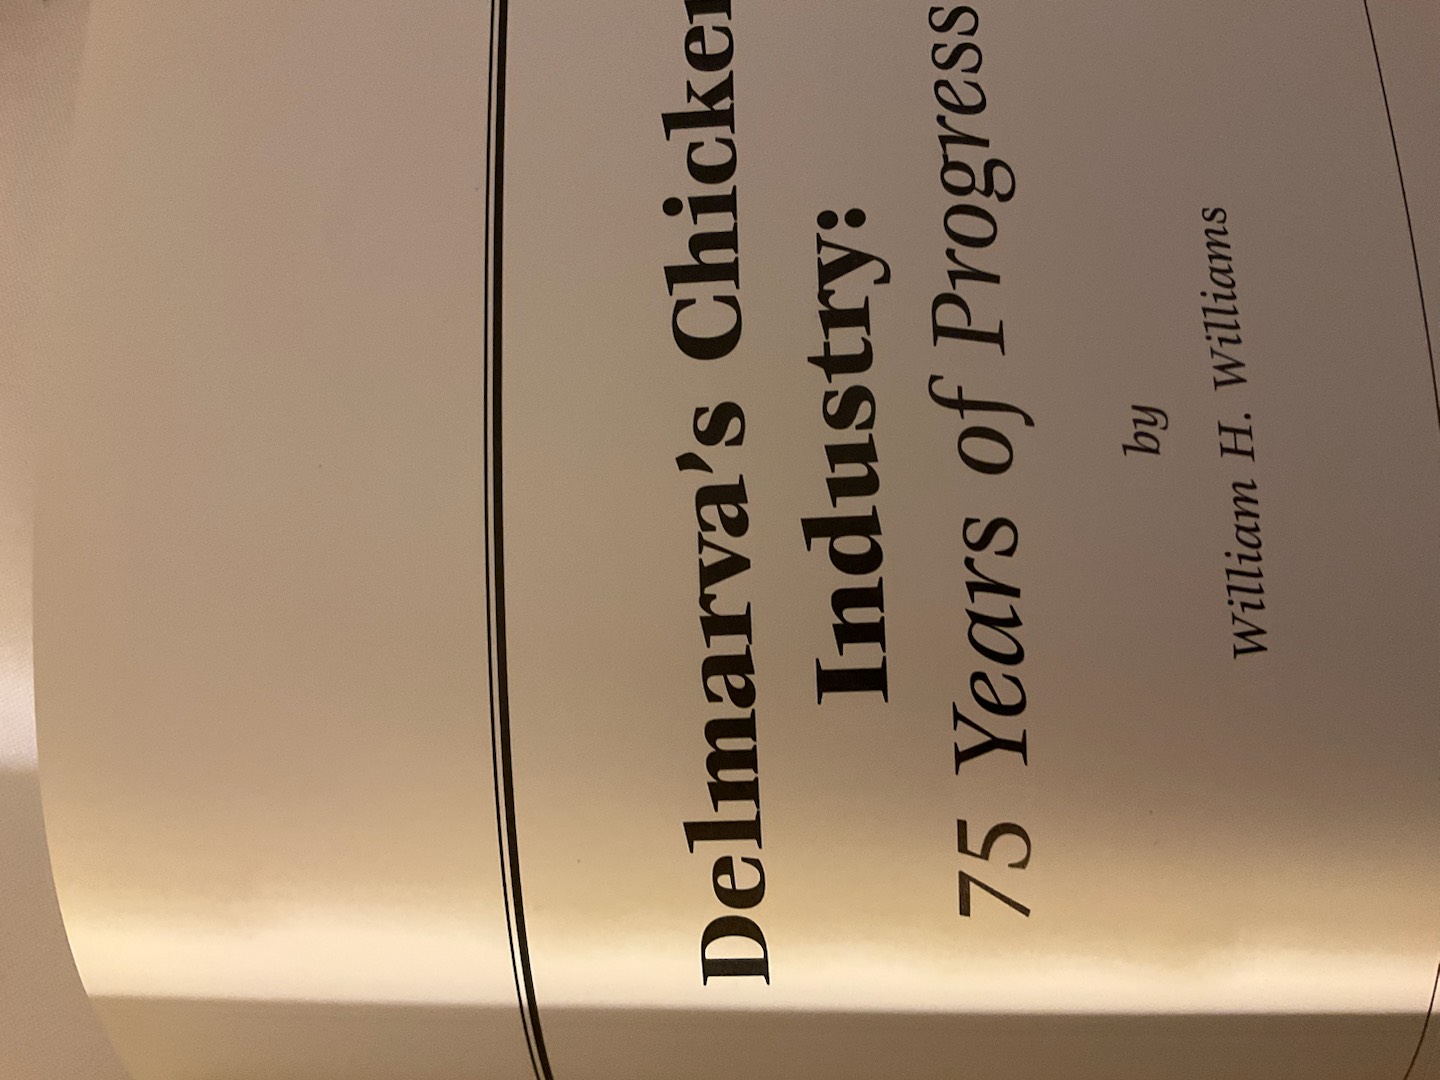 Delmarva's Chicken
Industry:
75 Years of Progress
by
William H. Williams